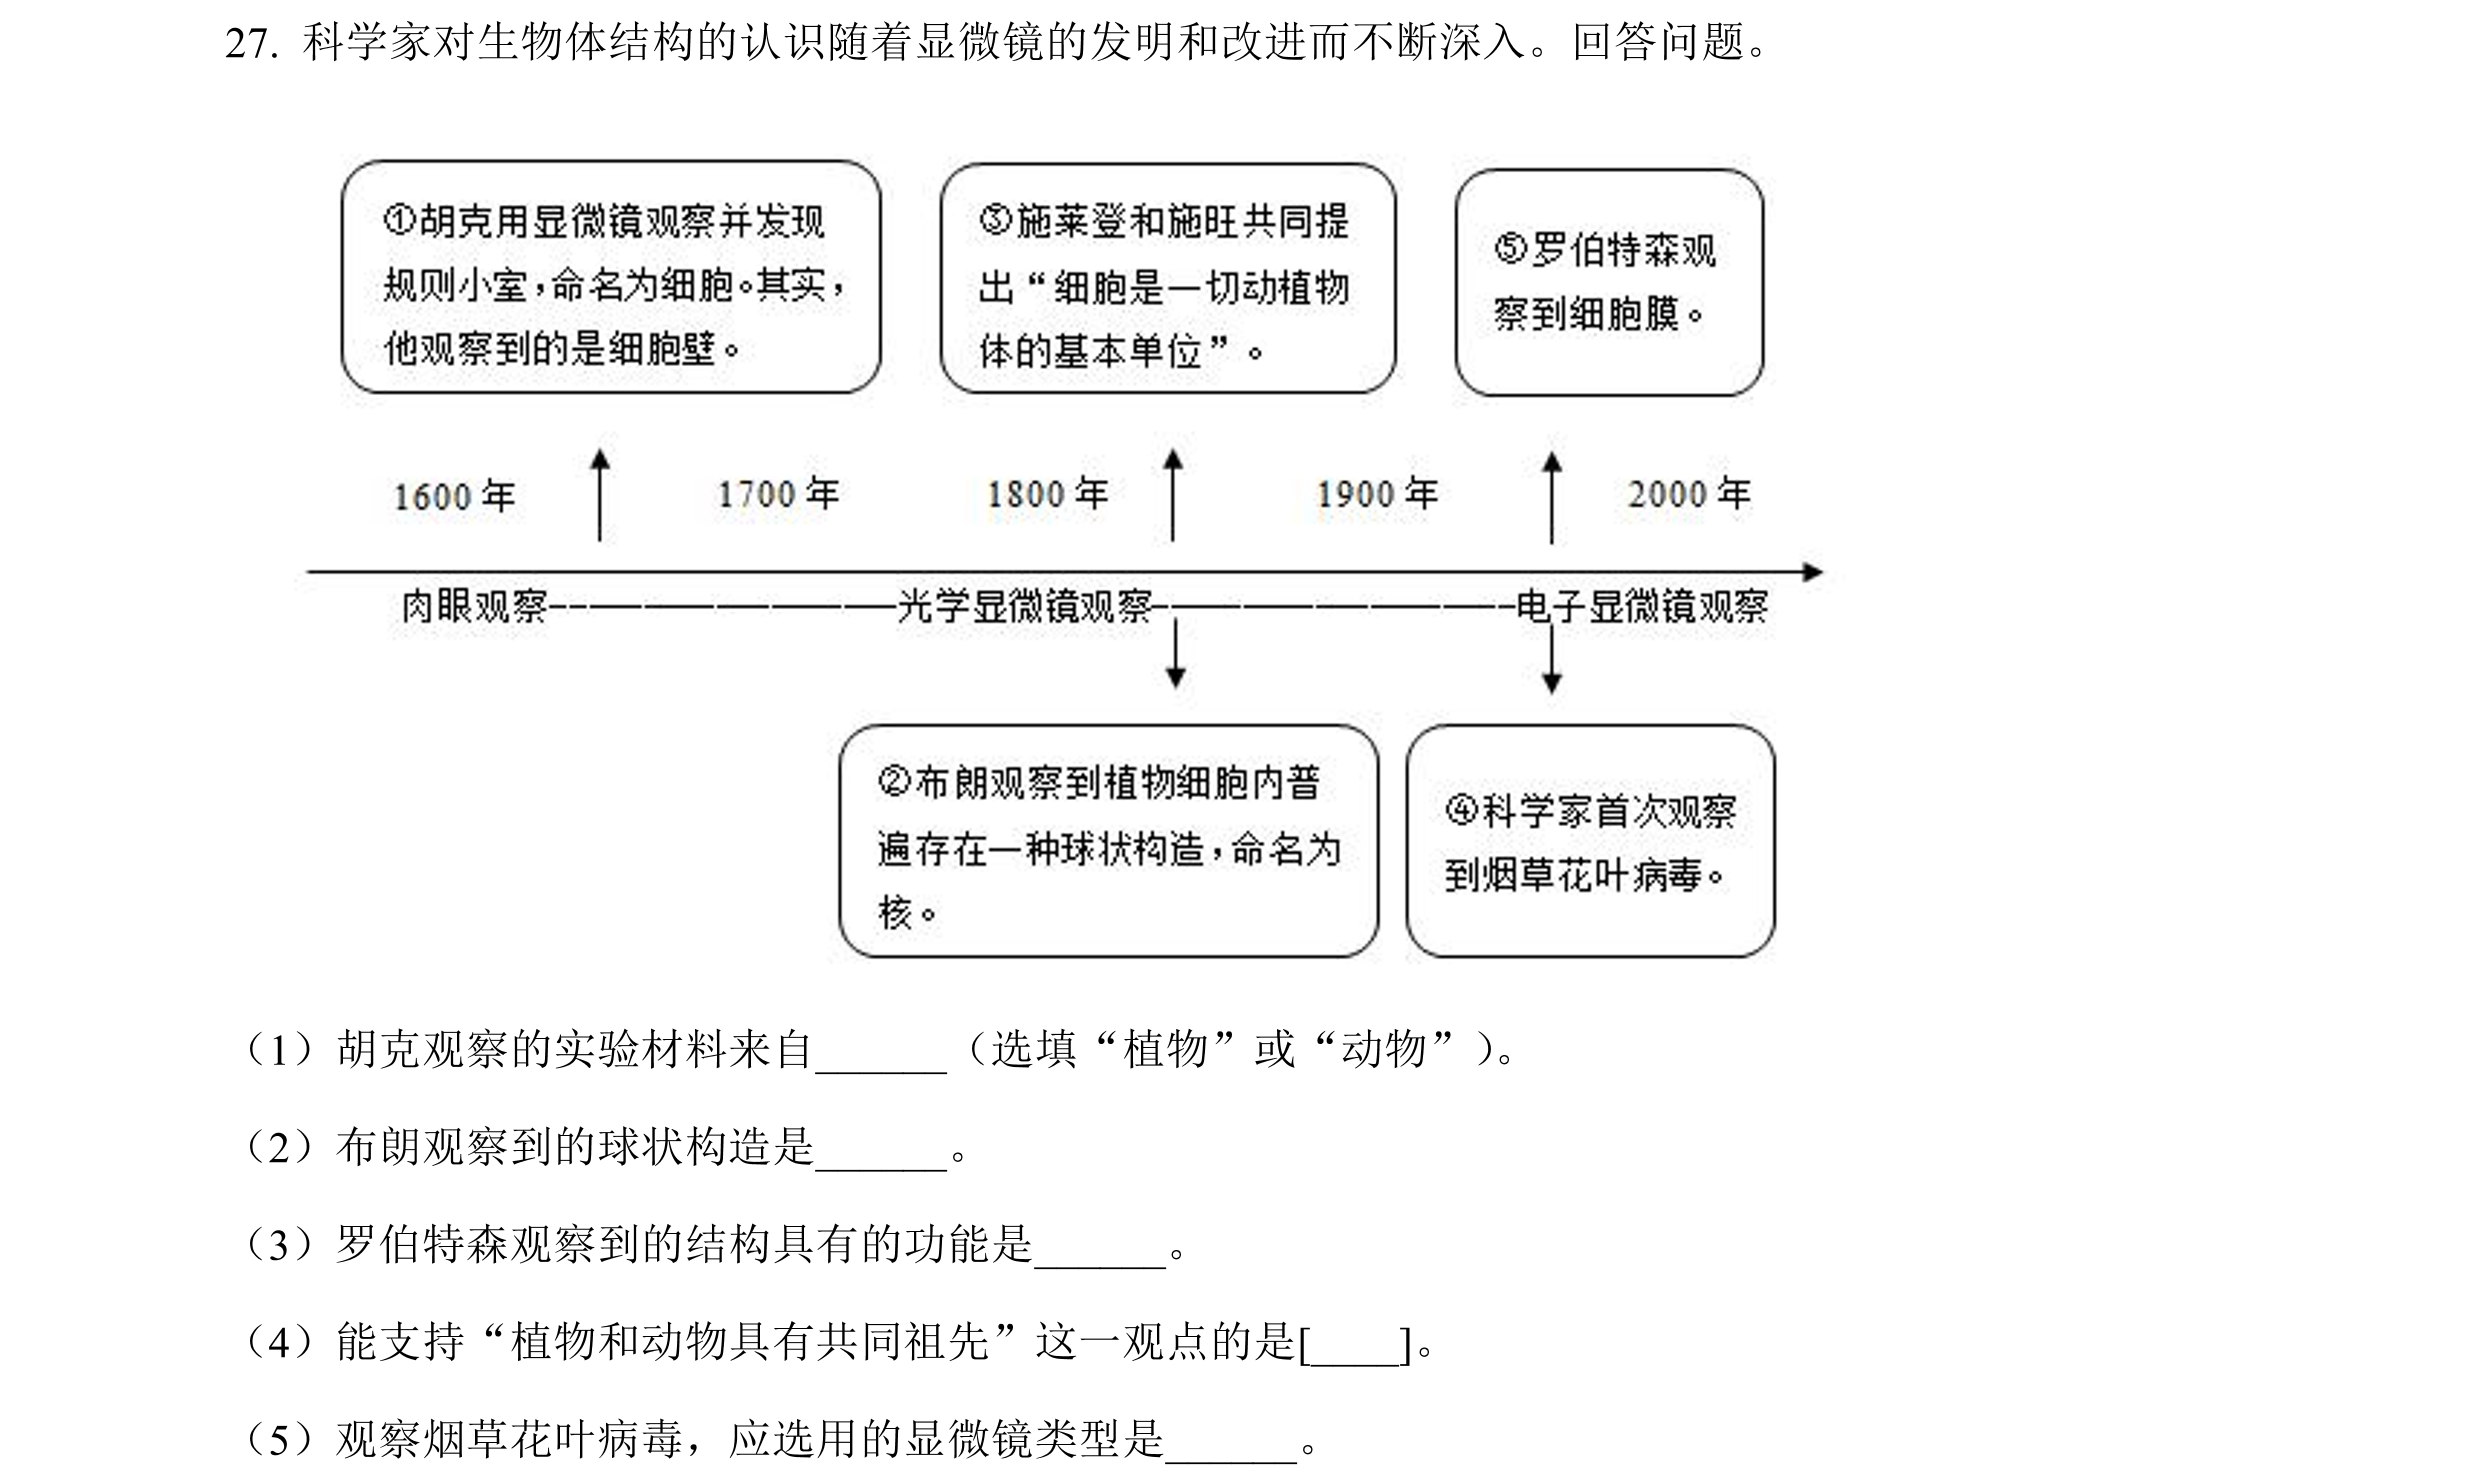 27. 科学家对生物体结构的认识随着显微镜的发明和改进而不断深入。回答问题。
①胡克用显微镜观察并发现
规则小室，命名为细胞。其实，
他观察到的是细胞壁。
③施莱登和施旺共同提
出“细胞是一切动植物
体的基本单位”。
⑤罗伯特森观
察到细胞膜。
1600 年 1700 年 1800 年 1900 年 2000 年
肉眼观察--—————光学显微镜观察-—————-电子显微镜观察
②布朗观察到植物细胞内普
遍存在一种球状构造，命名为
核。
④科学家首次观察
到烟草花叶病毒。
（1）胡克观察的实验材料来自______（选填“植物”或“动物”）。
（2）布朗观察到的球状构造是______。
（3）罗伯特森观察到的结构具有的功能是______。
（4）能支持“植物和动物具有共同祖先”这一观点的是[____]。
（5）观察烟草花叶病毒，应选用的显微镜类型是______。